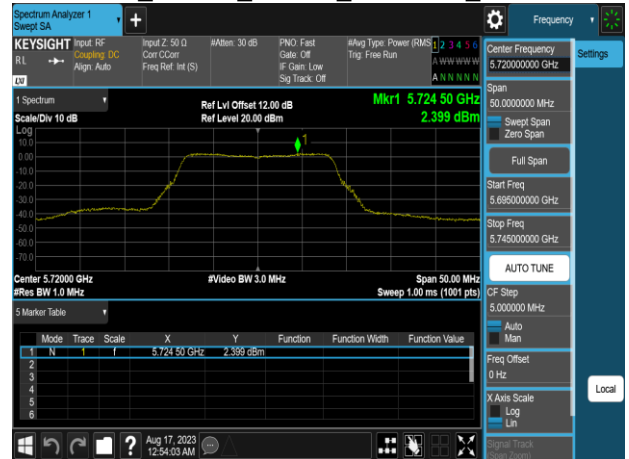 Spectrum Analyzer 1
Swept SA
Frequency
KEYSIGHT
RL
LXI
Input: RF
Coupling: DC
Align: Auto
Input Z: 50 Ω
Corr CCorr
Freq Ref: Int (S)
#Atten: 30 dB
PNO: Fast
Gate: Off
IF Gain: Low
Sig Track: Off
#Avg Type: Power (RMS
Trig: Free Run
1 2 3 4 5 6
A W W W W W
A N N N N N
1 Spectrum
Scale/Div 10 dB
Ref Lvl Offset 12.00 dB
Ref Level 20.00 dBm
Mkr1 5.724 50 GHz
2.399 dBm
Log
10.0
0.00
-10.0
-20.0
-30.0
-40.0
-50.0
-60.0
-70.0
1
Center 5.72000 GHz
#Res BW 1.0 MHz
#Video BW 3.0 MHz
Span 50.00 MHz
Sweep 1.00 ms (1001 pts)
5 Marker Table
Mode Trace Scale X Y Function Function Width Function Value
1 N 1 f 5.724 50 GHz 2.399 dBm
2
3
4
5
6
Aug 17, 2023
12:54:03 AM
Center Frequency
5.720000000 GHz
Span
50.0000000 MHz
Swept Span
Zero Span
Full Span
Start Freq
5.695000000 GHz
Stop Freq
5.745000000 GHz
AUTO TUNE
CF Step
5.000000 MHz
Auto
Man
Freq Offset
0 Hz
X Axis Scale
Log
Lin
Signal Track
(Span Zoom)
Settings
Local